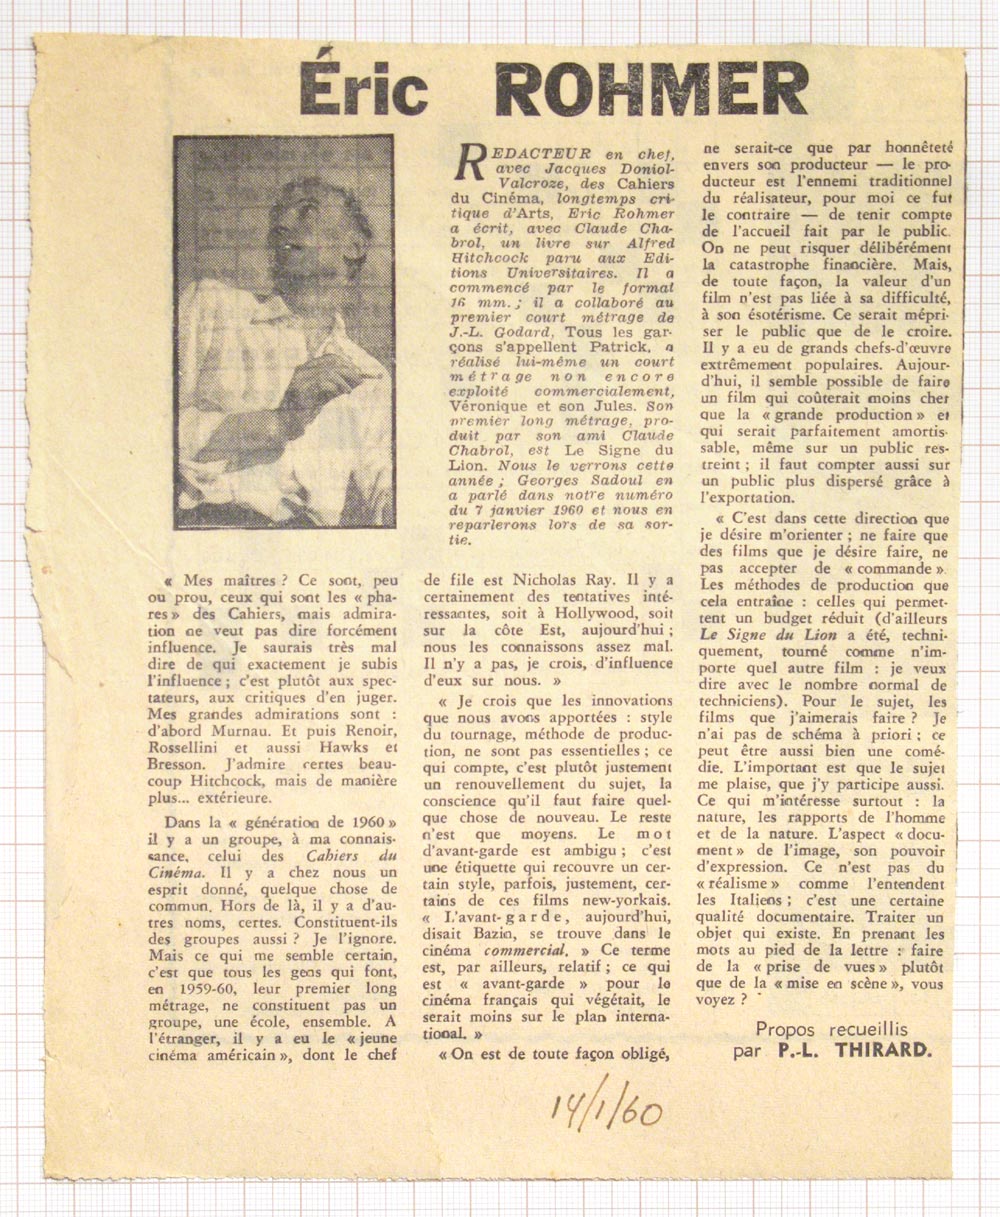 Éric ROHMER
REDACTEUR en chef,
avec Jacques Doniol-
Valcroze, des Cahiers
du Cinéma, longtemps cri-
tique d'Arts, Eric Rohmer
a écrit, avec Claude Cha-
brol, un livre sur Alfred
Hitchcock paru aux Edi-
tions Universitaires. Il a
commencé par le format
16 mm. ; il a collaboré au
premier court métrage de
J.-L. Godard, Tous les gar-
çons s'appellent Patrick, a
réalisé lui-même un court
métrage non encore
exploité commercialement,
Véronique et son Jules. Son
premier long métrage, pro-
duit par son ami Claude
Chabrol, est Le Signe du
Lion. Nous le verrons cette
année ; Georges Sadoul en
a parlé dans notre numéro
du 7 janvier 1960 et nous en
reparlerons lors de sa sor-
tie.
« Mes maîtres ? Ce sont, peu
ou prou, ceux qui sont les « pha-
res » des Cahiers, mais admira-
tion ne veut pas dire forcément
influence. Je saurais très mal
dire de qui exactement je subis
l'influence ; c'est plutôt aux spec-
tateurs, aux critiques d'en juger.
Mes grandes admirations sont :
d'abord Murnau. Et puis Renoir,
Rossellini et aussi Hawks et
Bresson. J'admire certes beau-
coup Hitchcock, mais de manière
plus... extérieure.
Dans la « génération de 1960 »
il y a un groupe, à ma connais-
sance, celui des Cahiers du
Cinéma. Il y a chez nous un
esprit donné, quelque chose de
commun. Hors de là, il y a d'au-
tres noms, certes. Constituent-ils
des groupes aussi ? Je l'ignore.
Mais ce qui me semble certain,
c'est que tous les gens qui font,
en 1959-60, leur premier long
métrage, ne constituent pas un
groupe, une école, ensemble. A
l'étranger, il y a eu le « jeune
cinéma américain », dont le chef
de file est Nicholas Ray. Il y a
certainement des tentatives inté-
ressantes, soit à Hollywood, soit
sur la côte Est, aujourd'hui ;
nous les connaissons assez mal.
Il n'y a pas, je crois, d'influence
d'eux sur nous. »
« Je crois que les innovations
que nous avons apportées : style
du tournage, méthode de produc-
tion, ne sont pas essentielles ; ce
qui compte, c'est plutôt justement
un renouvellement du sujet, la
conscience qu'il faut faire quel-
que chose de nouveau. Le reste
n'est que moyens. Le mot
d'avant-garde est ambigu ; c'est
une étiquette qui recouvre un cer-
tain style, parfois, justement, cer-
tains de ces films new-yorkais.
« L'avant-garde, aujourd'hui,
disait Bazin, se trouve dans le
cinéma commercial. » Ce terme
est, par ailleurs, relatif ; ce qui
est « avant-garde » pour le
cinéma français qui végétait, le
serait moins sur le plan interna-
tional. »
« On est de toute façon obligé,
ne serait-ce que par honnêteté
envers son producteur — le pro-
ducteur est l'ennemi traditionnel
du réalisateur, pour moi ce fut
le contraire — de tenir compte
de l'accueil fait par le public.
On ne peut risquer délibérément
la catastrophe financière. Mais,
de toute façon, la valeur d'un
film n'est pas liée à sa difficulté,
à son ésotérisme. Ce serait mépri-
ser le public que de le croire.
Il y a eu de grands chefs-d'œuvre
extrêmement populaires. Aujour-
d'hui, il semble possible de faire
un film qui coûterait moins cher
que la « grande production » et
qui serait parfaitement amortis-
sable, même sur un public res-
treint ; il faut compter aussi sur
un public plus dispersé grâce à
l'exportation.
« C'est dans cette direction que
je désire m'orienter ; ne faire que
des films que je désire faire, ne
pas accepter de « commande ».
Les méthodes de production que
cela entraîne : celles qui permet-
tent un budget réduit (d'ailleurs
Le Signe du Lion a été, techni-
quement, tourné comme n'im-
porte quel autre film : je veux
dire avec le nombre normal de
techniciens). Pour le sujet, les
films que j'aimerais faire ? Je
n'ai pas de schéma à priori ; ce
peut être aussi bien une comé-
die. L'important est que le sujet
me plaise, que j'y participe aussi.
Ce qui m'intéresse surtout : la
nature, les rapports de l'homme
et de la nature. L'aspect « docu-
ment » de l'image, son pouvoir
d'expression. Ce n'est pas du
« réalisme » comme l'entendent
les Italiens ; c'est une certaine
qualité documentaire. Traiter un
objet qui existe. En prenant les
mots au pied de la lettre : faire
de la « prise de vues » plutôt
que de la « mise en scène », vous
voyez ?
Propos recueillis
par P.-L. THIRARD.
14/1/60